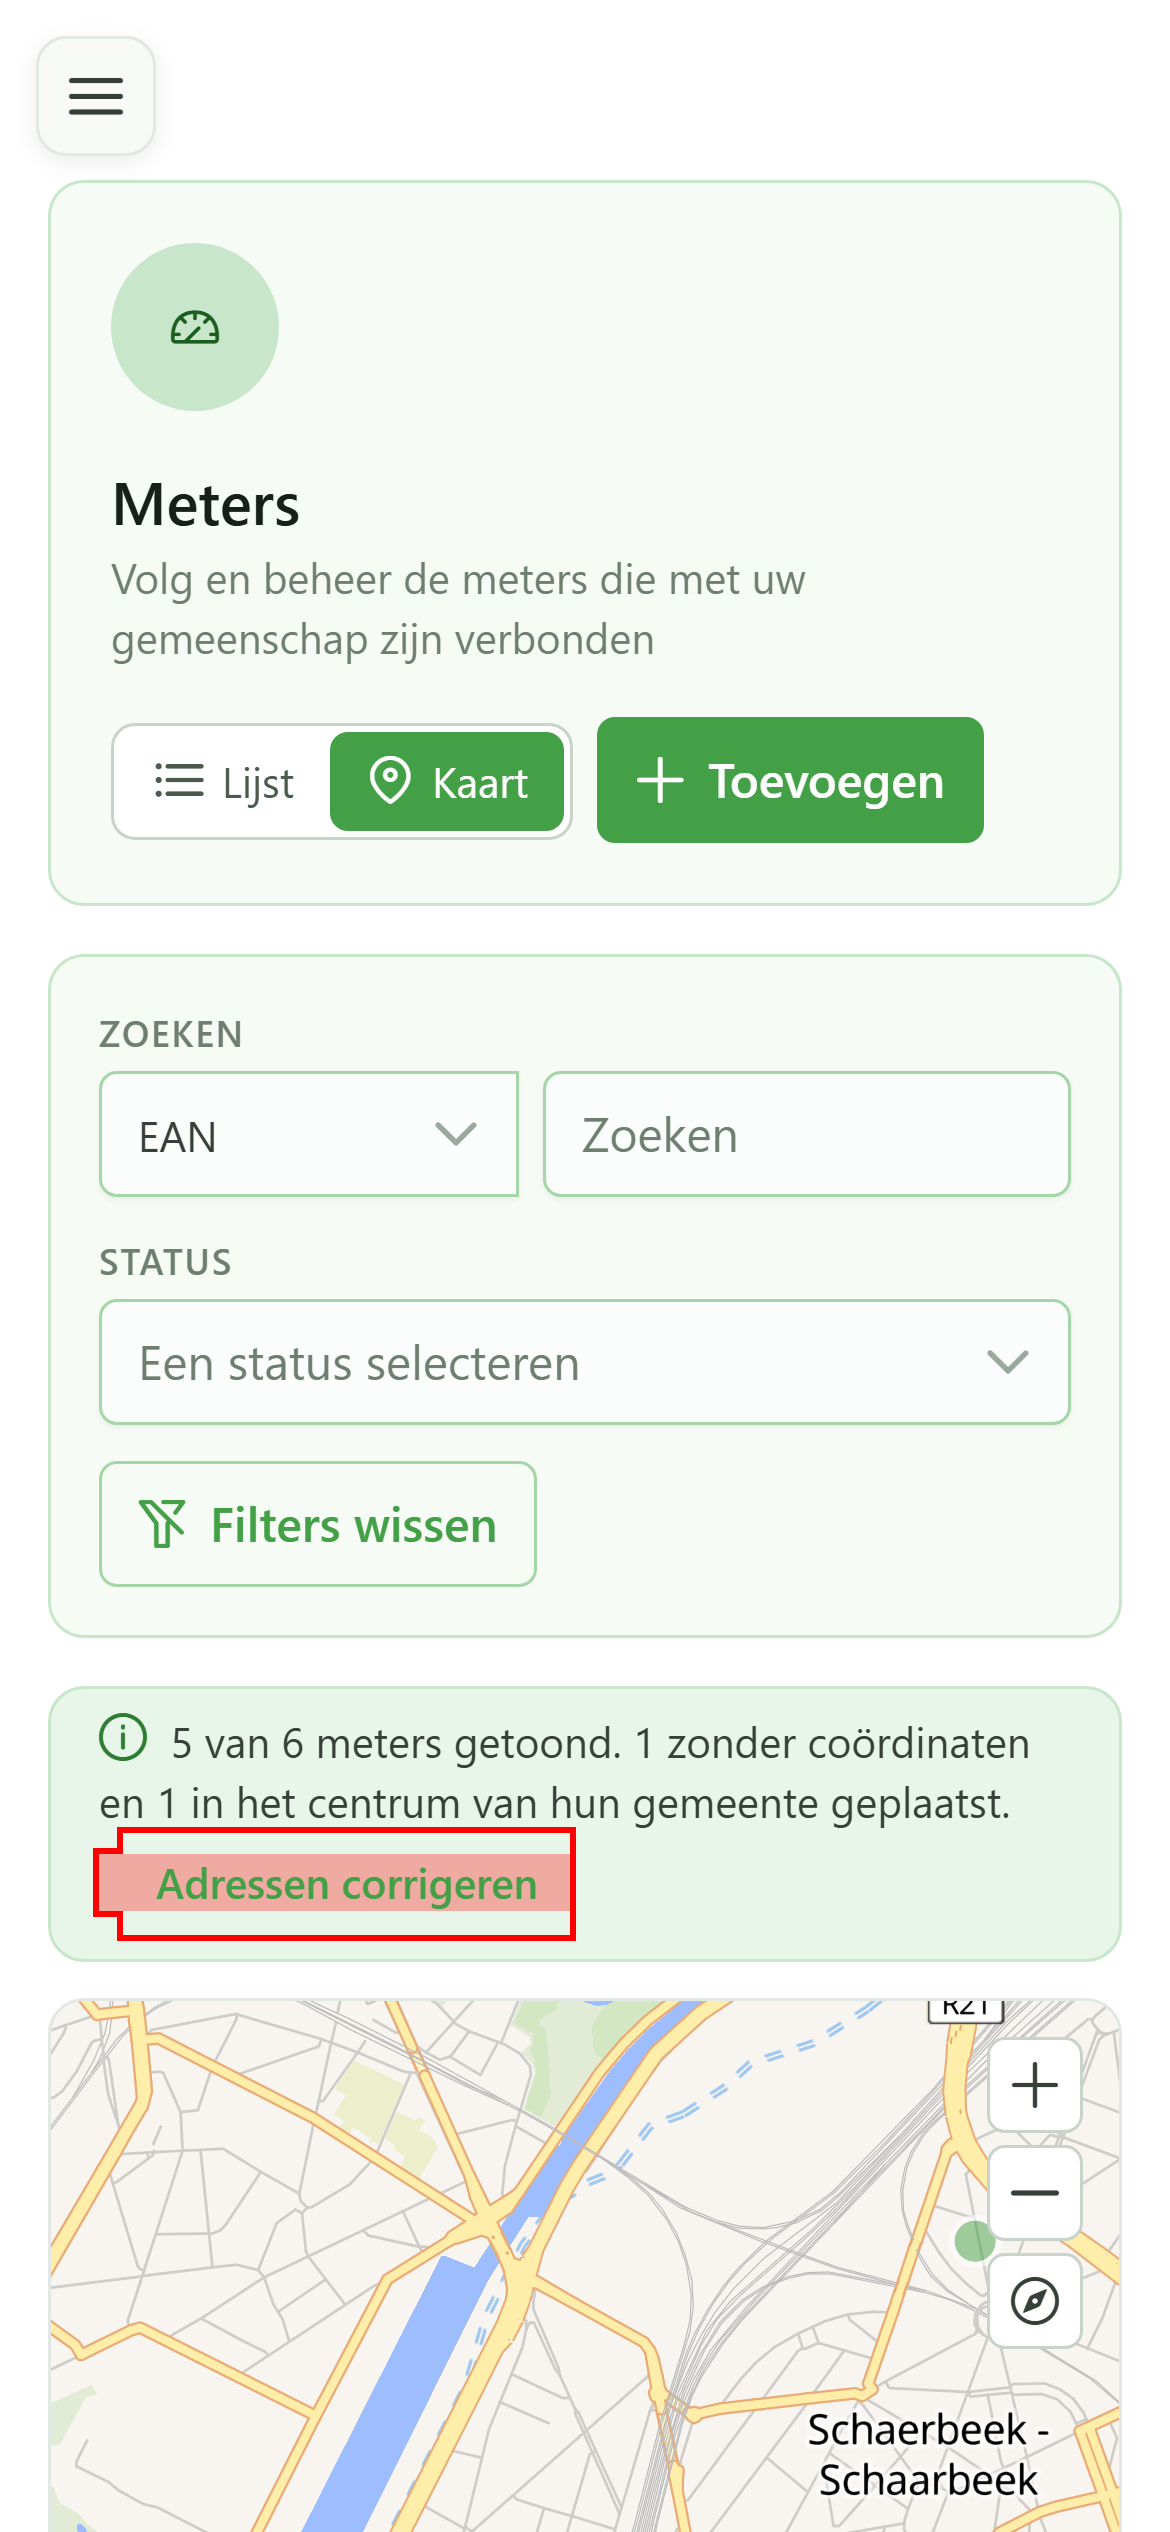 Meters
Volg en beheer de meters die met uw
gemeenschap zijn verbonden
Lijst
Kaart
Toevoegen
ZOEKEN
EAN
Zoeken
STATUS
Een status selecteren
Filters wissen
5 van 6 meters getoond. 1 zonder coördinaten
en 1 in het centrum van hun gemeente geplaatst.
Adressen corrigeren
R21
Schaerbeek -
Schaarbeek